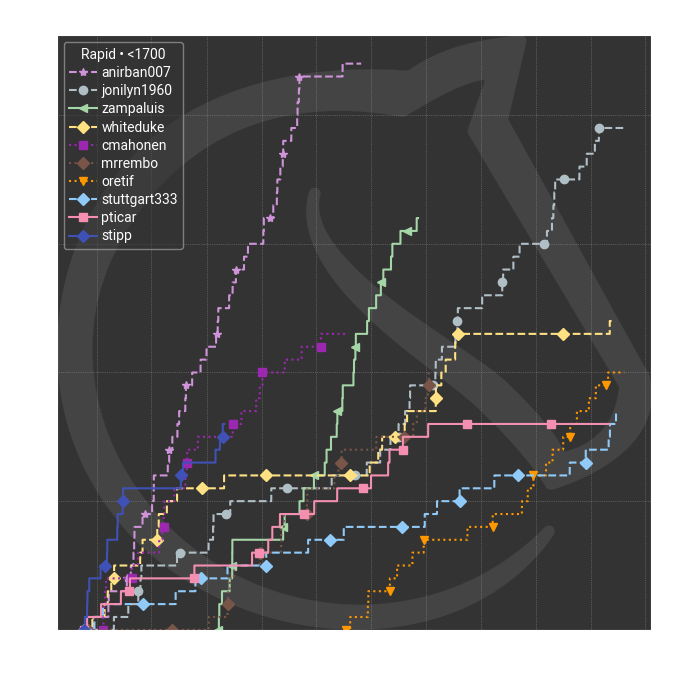 Rapid • <1700
anirban007
jonilyn1960
zampaluis
whiteduke
cmahonen
mrrembo
oretif
stuttgart333
pticar
stipp